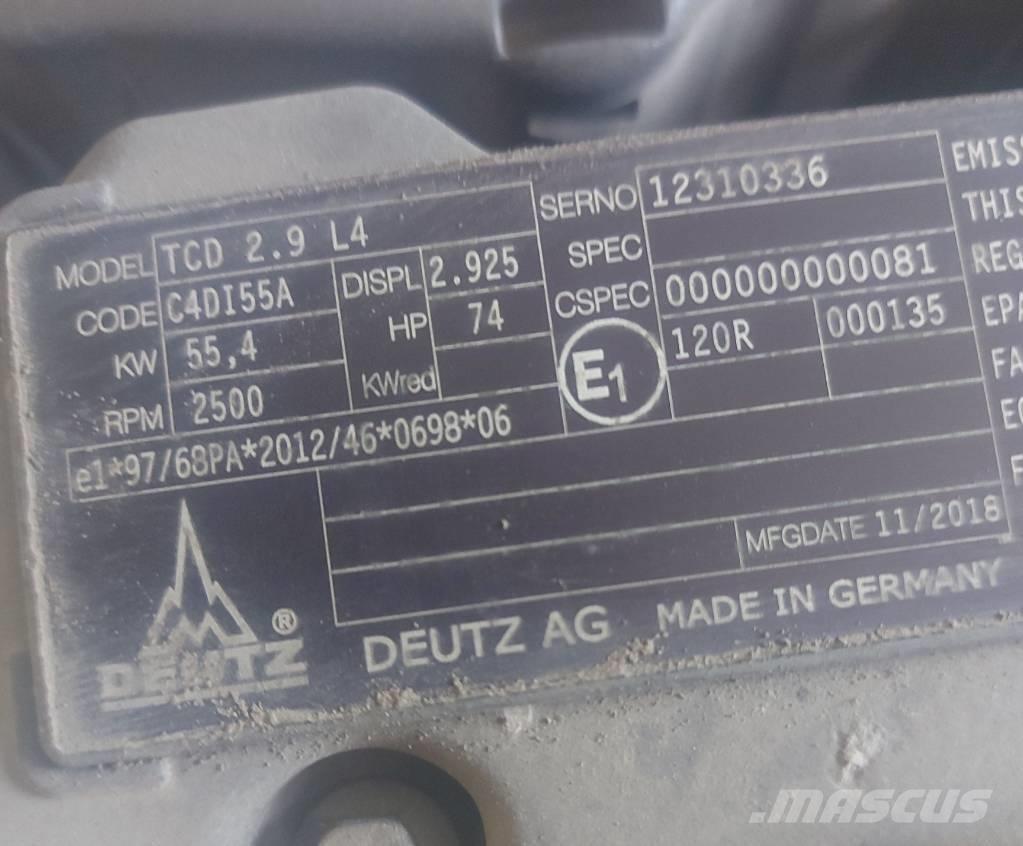 MODEL TCD 2.9 L4 SERNO 12310336
CODE C4DI55A DISPL 2.925 SPEC
KW 55,4 HP 74 CSPEC 000000000081
RPM 2500 KWred E1 120R 000135
e1*97/68PA*2012/46*0698*06
MFGDATE 11/2018
DEUTZ ®
DEUTZ AG MADE IN GERMANY
EMISS
THIS
REG
EPA
FA
.MASCUS